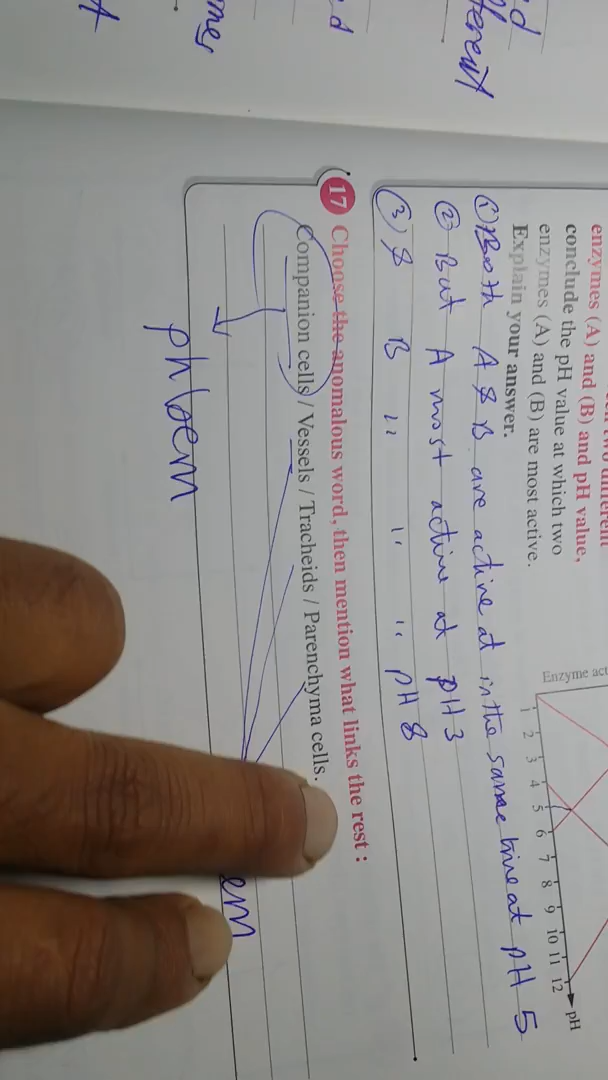 enzymes (A) and (B) and pH value,
conclude the pH value at which two
enzymes (A) and (B) are most active.
Explain your answer.
Enzyme act
1 2 3 4 5 6 7 8 9 10 11 12 pH
① Both A & B are active at in the same time at pH 5
② But A most active at pH 3
③ & B " " " pH 8
17 Choose the anomalous word, then mention what links the rest :
Companion cells / Vessels / Tracheids / Parenchyma cells.
phloem
em